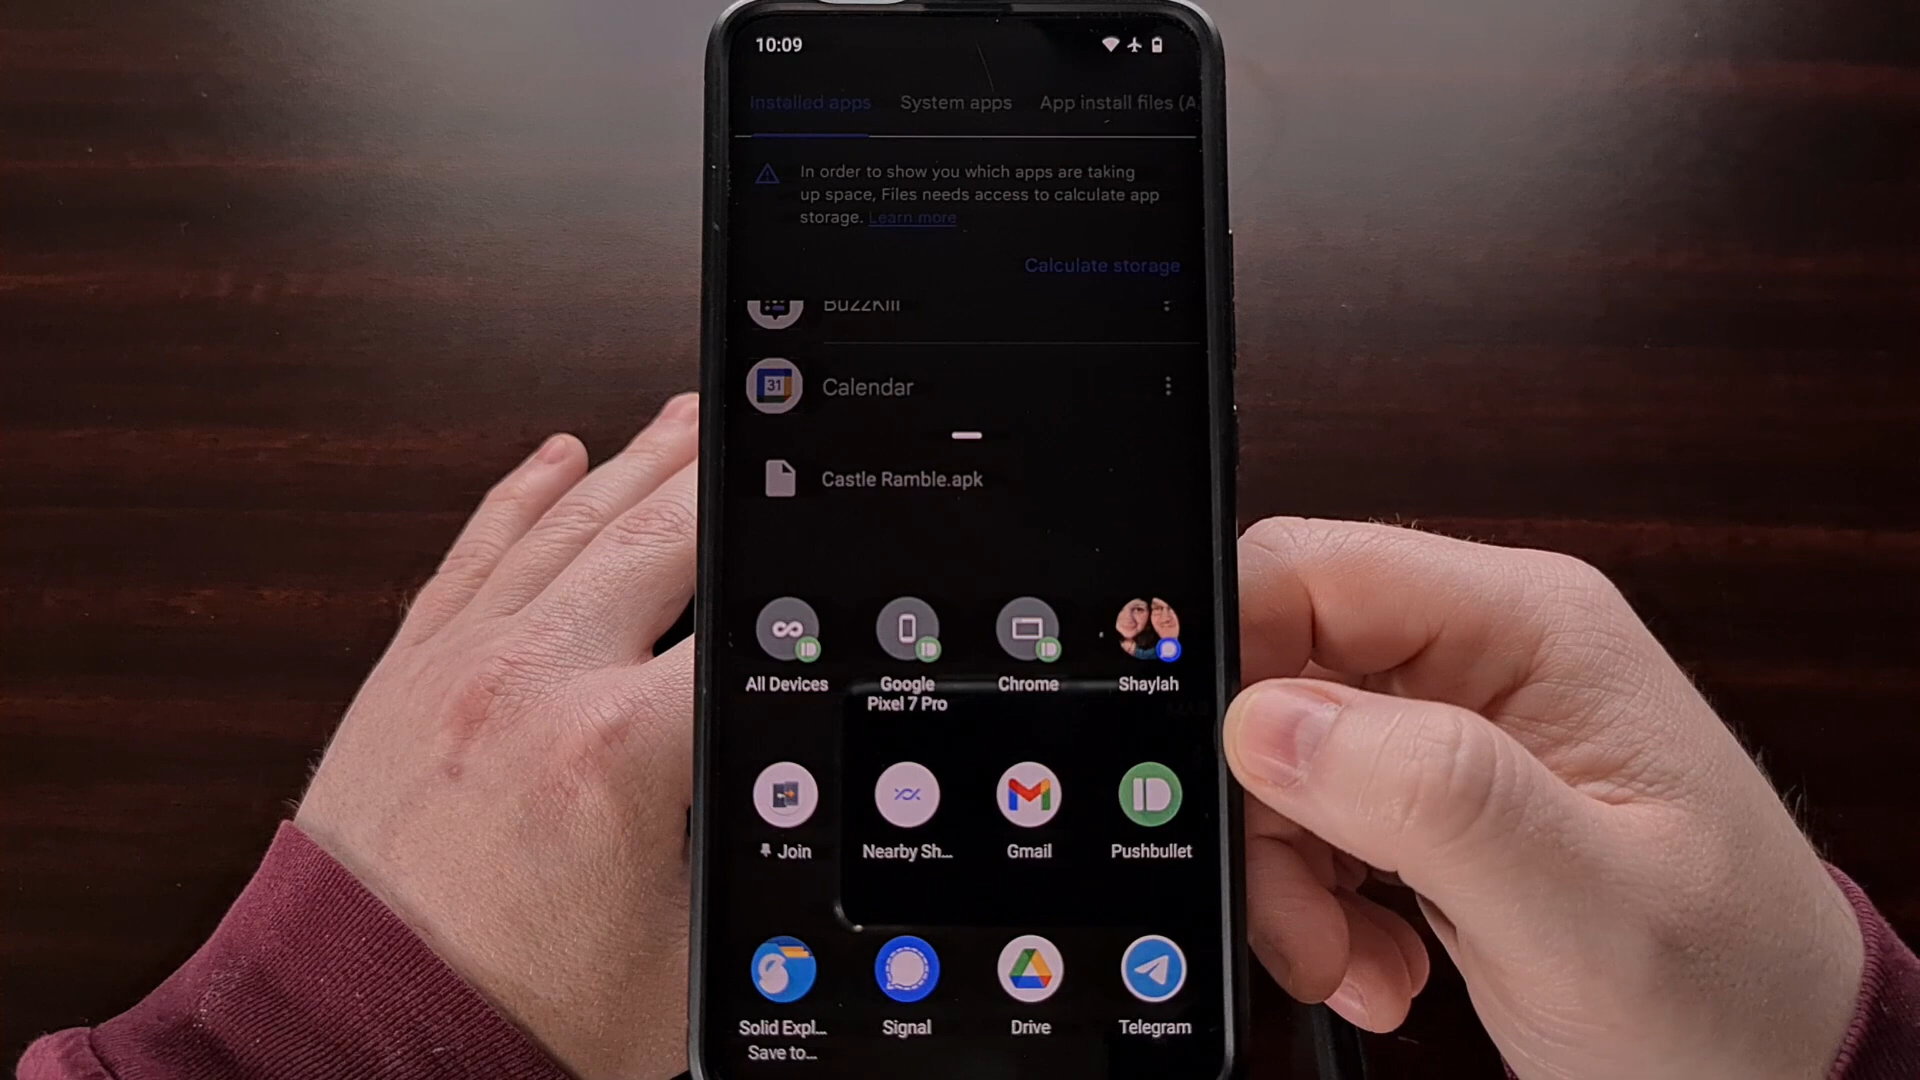 10:09
Installed apps System apps App install files (A
In order to show you which apps are taking
up space, Files needs access to calculate app
storage. Learn more
Calculate storage
BuzzKill
31 Calendar
Castle Ramble.apk
All Devices Google Pixel 7 Pro Chrome Shaylah
Join Nearby Sh... Gmail Pushbullet
Solid Expl... Signal Drive Telegram
Save to...